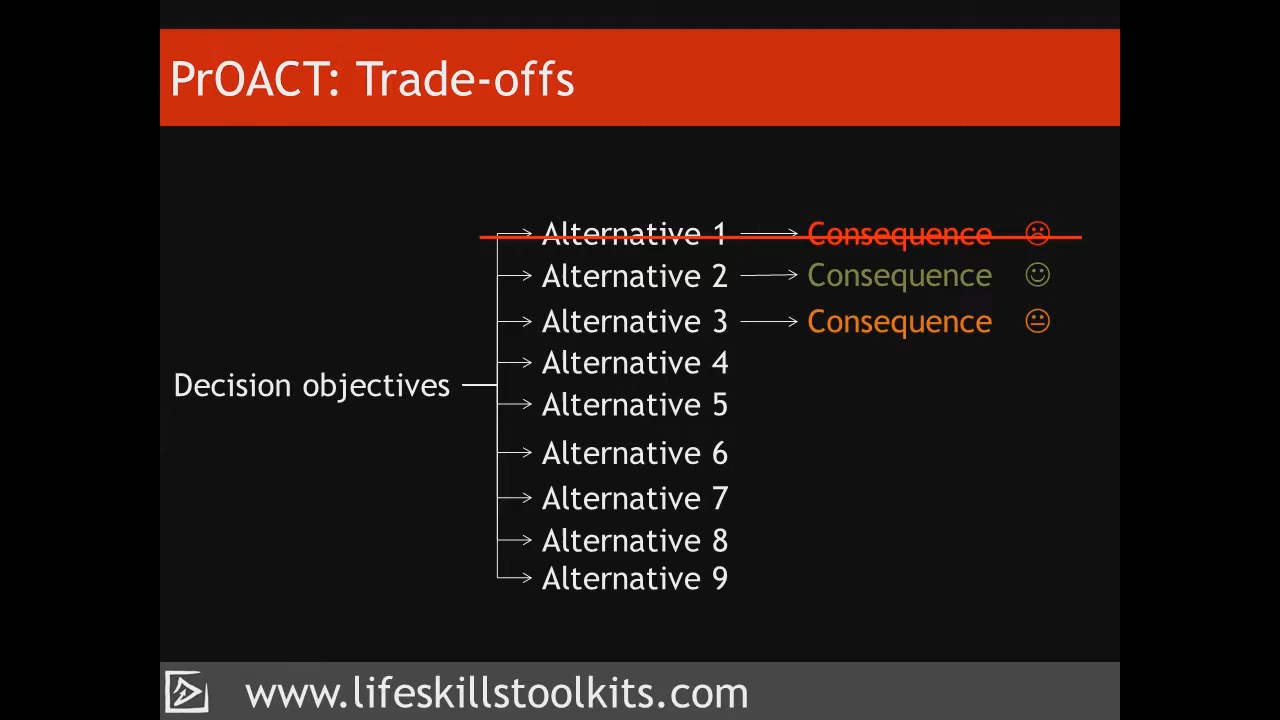 PrOACT: Trade-offs
Alternative 1 Consequence
Alternative 2 Consequence
Alternative 3 Consequence
Alternative 4
Decision objectives
Alternative 5
Alternative 6
Alternative 7
Alternative 8
Alternative 9
www.lifeskillstoolkits.com